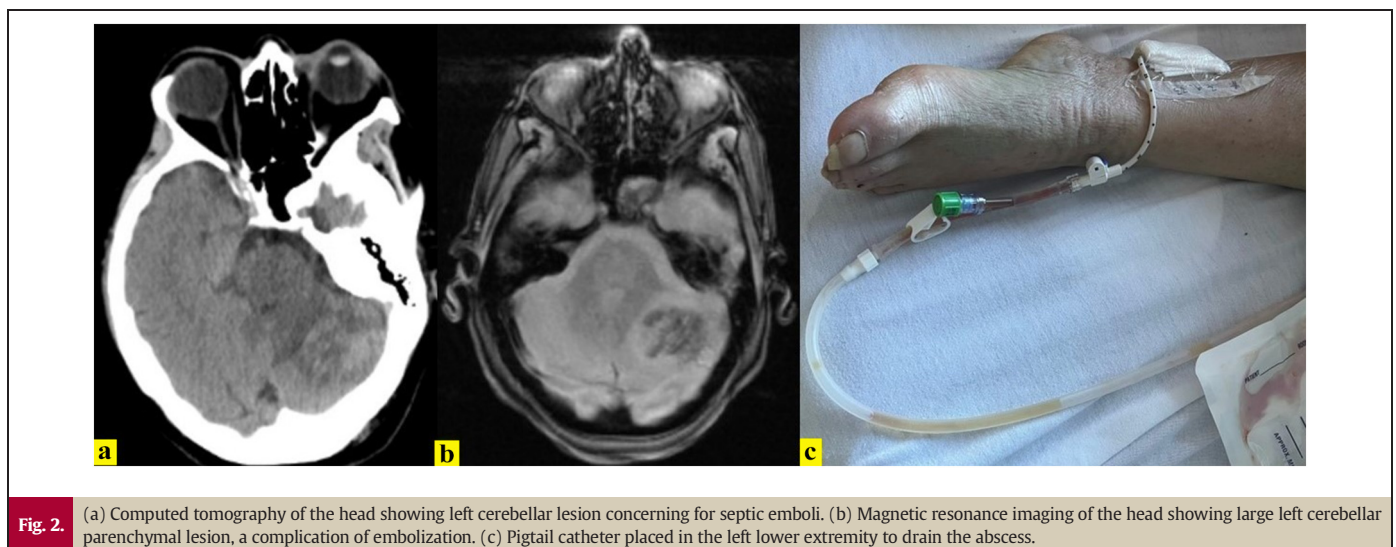 a
b
c
APPROX. M
Fig. 2.
(a) Computed tomography of the head showing left cerebellar lesion concerning for septic emboli. (b) Magnetic resonance imaging of the head showing large left cerebellar
parenchymal lesion, a complication of embolization. (c) Pigtail catheter placed in the left lower extremity to drain the abscess.